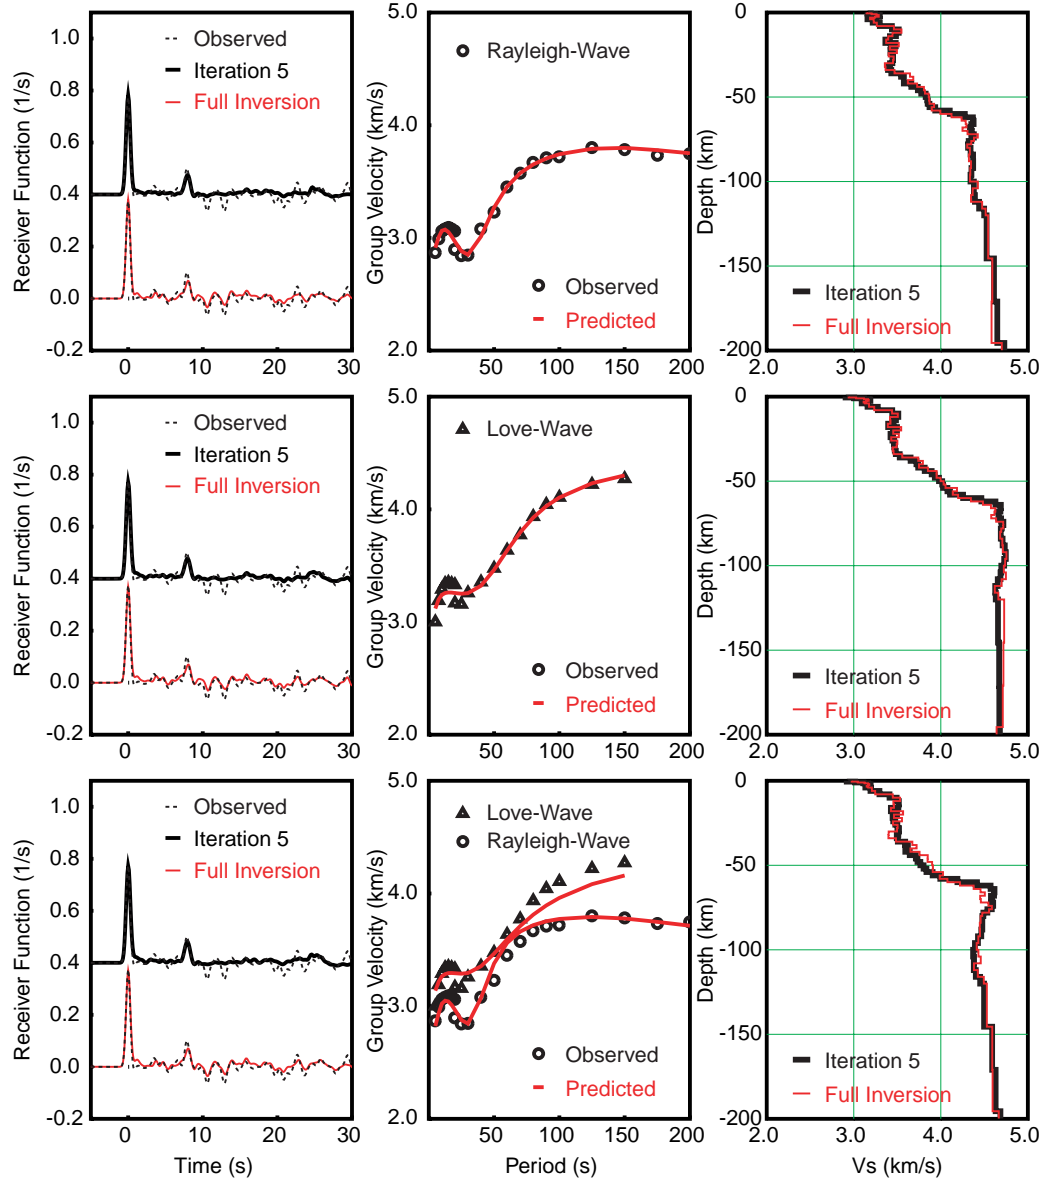 Receiver Function (1/s)
1.0
0.8
0.6
0.4
0.2
0.0
-0.2
Observed
Iteration 5
Full Inversion
0
10
20
30
Group Velocity (km/s)
5.0
4.0
3.0
2.0
Rayleigh-Wave
Observed
Predicted
50
100
150
200
Depth (km)
0
-50
-100
-150
-200
Iteration 5
Full Inversion
2.0
3.0
4.0
5.0
Receiver Function (1/s)
1.0
0.8
0.6
0.4
0.2
0.0
-0.2
Observed
Iteration 5
Full Inversion
0
10
20
30
Group Velocity (km/s)
5.0
4.0
3.0
2.0
Love-Wave
Observed
Predicted
50
100
150
200
Depth (km)
0
-50
-100
-150
-200
Iteration 5
Full Inversion
2.0
3.0
4.0
5.0
Receiver Function (1/s)
1.0
0.8
0.6
0.4
0.2
0.0
-0.2
Observed
Iteration 5
Full Inversion
0
10
20
30
Time (s)
Group Velocity (km/s)
5.0
4.0
3.0
2.0
Love-Wave
Rayleigh-Wave
Observed
Predicted
50
100
150
200
Period (s)
Depth (km)
0
-50
-100
-150
-200
Iteration 5
Full Inversion
2.0
3.0
4.0
5.0
Vs (km/s)